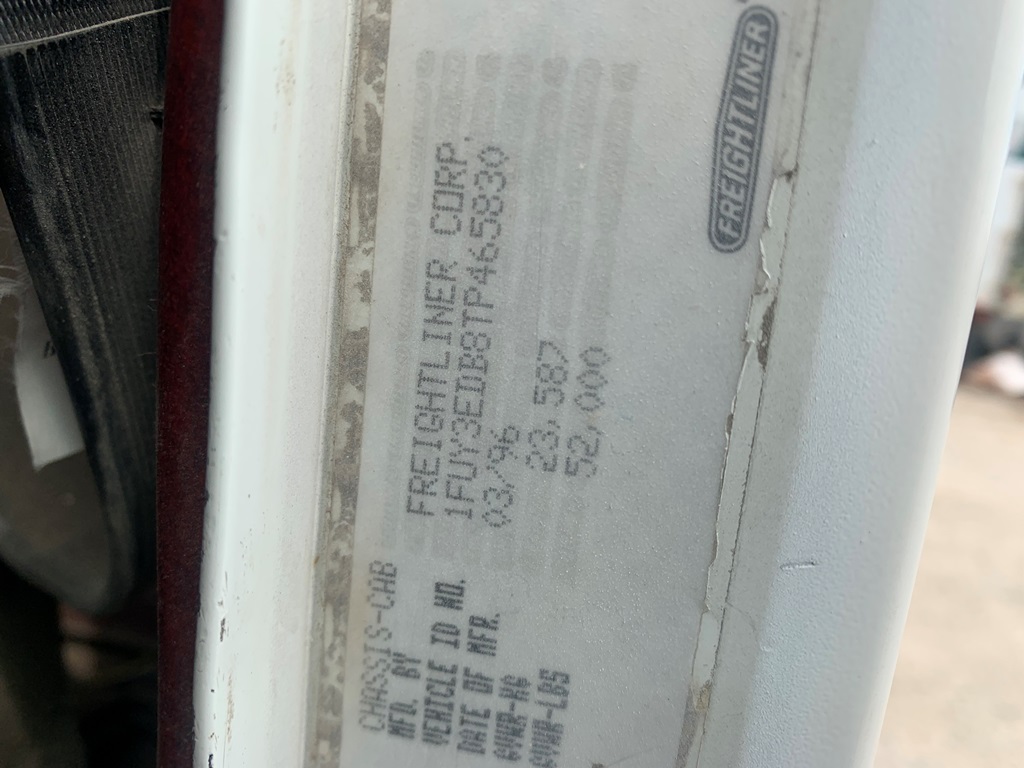 CHASSIS-CAB
MFD. BY FREIGHTLINER CORP.
VEHICLE ID NO. 1FUY3EDB8TP465830
DATE OF MFR. 03/96
GVWR-KG 23,587
GVWR-LBS 52,000
FREIGHTLINER